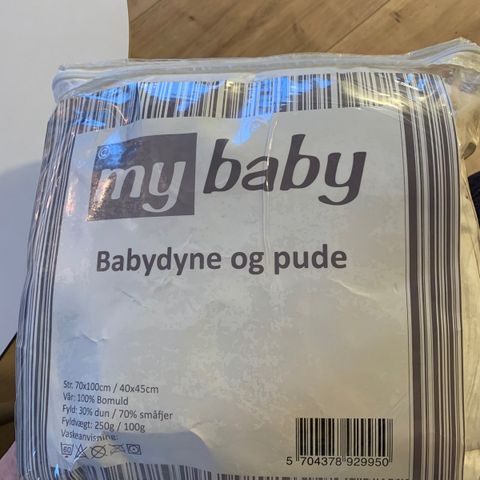 my baby
Babydyne og pude
Str. 70x100cm / 40x45cm
Vår: 100% Bomuld
Fyld: 30% dun / 70% småfjer
Fyldvægt: 250g / 100g
Vaskeanvisning:
60
5 704378 929950